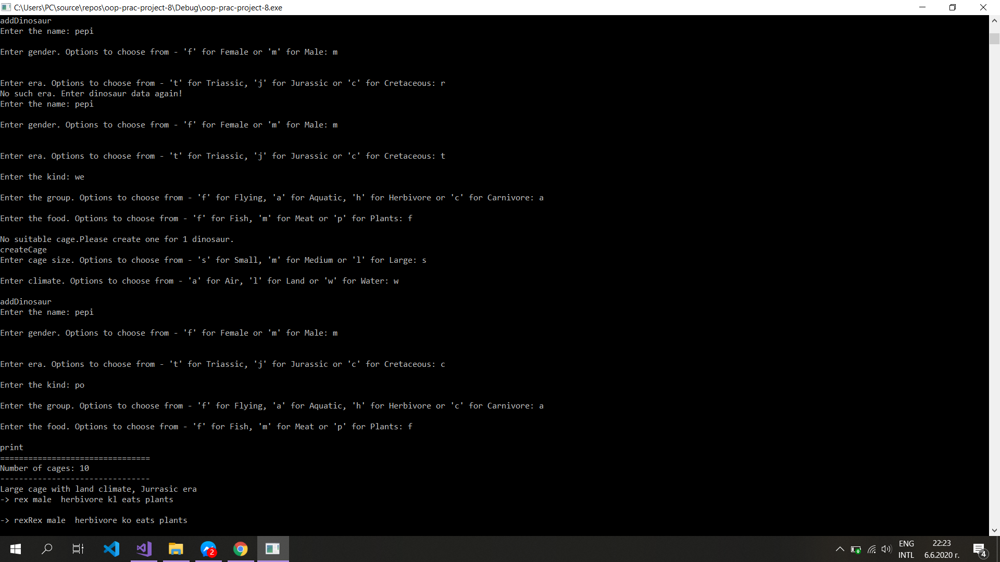 C:\Users\PC\source\repos\oop-prac-project-8\Debug\oop-prac-project-8.exe
addDinosaur
Enter the name: pepi
Enter gender. Options to choose from - 'f' for Female or 'm' for Male: m
Enter era. Options to choose from - 't' for Triassic, 'j' for Jurassic or 'c' for Cretaceous: r
No such era. Enter dinosaur data again!
Enter the name: pepi
Enter gender. Options to choose from - 'f' for Female or 'm' for Male: m
Enter era. Options to choose from - 't' for Triassic, 'j' for Jurassic or 'c' for Cretaceous: t
Enter the kind: we
Enter the group. Options to choose from - 'f' for Flying, 'a' for Aquatic, 'h' for Herbivore or 'c' for Carnivore: a
Enter the food. Options to choose from - 'f' for Fish, 'm' for Meat or 'p' for Plants: f
No suitable cage.Please create one for 1 dinosaur.
createCage
Enter cage size. Options to choose from - 's' for Small, 'm' for Medium or 'l' for Large: s
Enter climate. Options to choose from - 'a' for Air, 'l' for Land or 'w' for Water: w
addDinosaur
Enter the name: pepi
Enter gender. Options to choose from - 'f' for Female or 'm' for Male: m
Enter era. Options to choose from - 't' for Triassic, 'j' for Jurassic or 'c' for Cretaceous: c
Enter the kind: po
Enter the group. Options to choose from - 'f' for Flying, 'a' for Aquatic, 'h' for Herbivore or 'c' for Carnivore: a
Enter the food. Options to choose from - 'f' for Fish, 'm' for Meat or 'p' for Plants: f
print
================================
Number of cages: 10
--------------------------------
Large cage with land climate, Jurrasic era
-> rex male  herbivore kl eats plants
-> rexRex male  herbivore ko eats plants
2
ENG
INTL
22:23
6.6.2020 г.
4